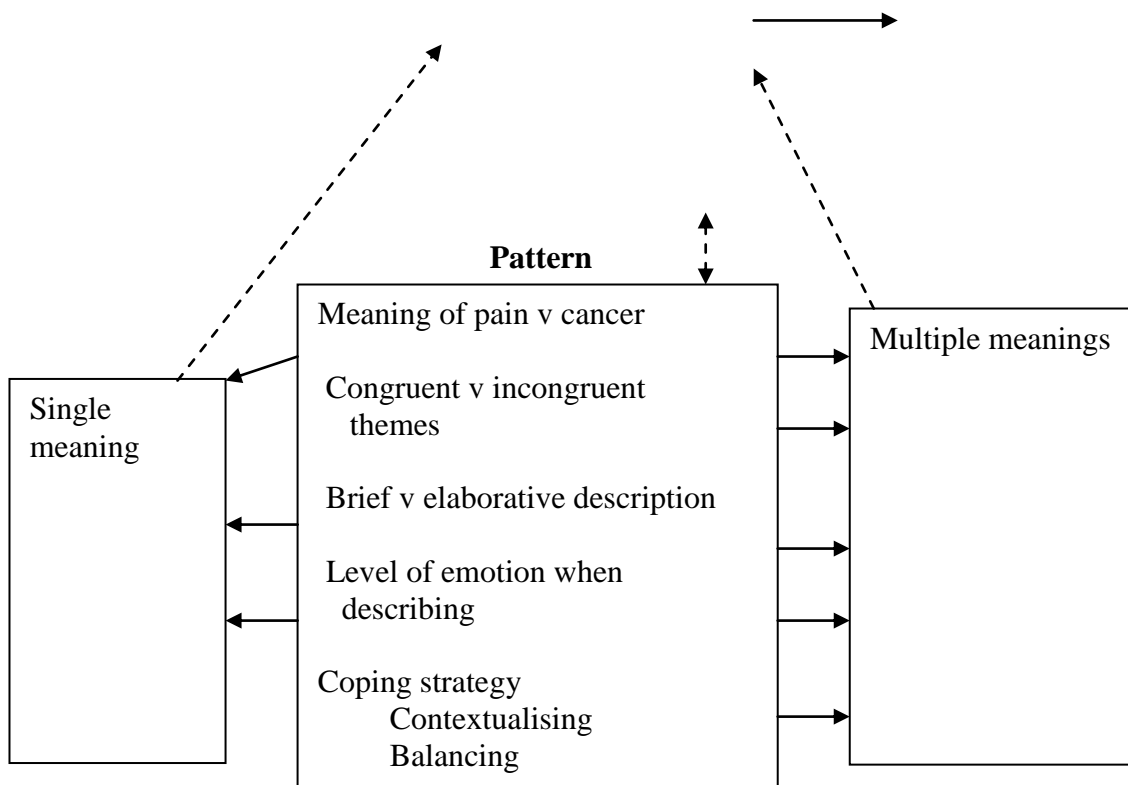 Pattern
Meaning of pain v cancer
Congruent v incongruent
themes
Brief v elaborative description
Level of emotion when
describing
Coping strategy
Contextualising
Balancing
Single
meaning
Multiple meanings